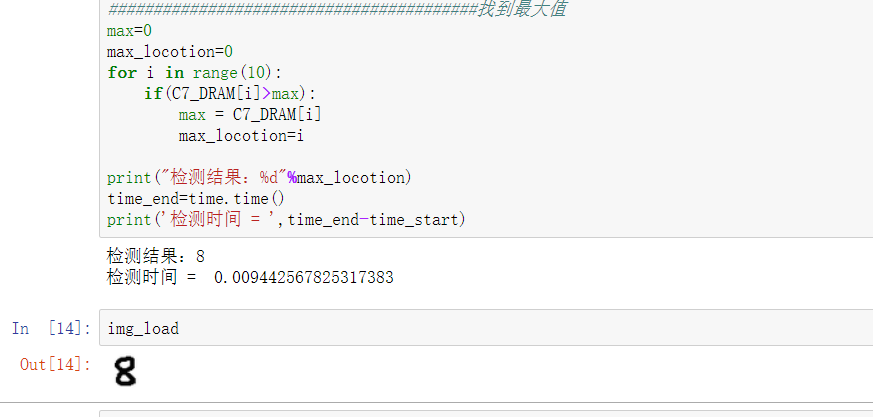 ########################################找到最大值
max=0
max_locotion=0
for i in range(10):
    if(C7_DRAM[i]>max):
        max = C7_DRAM[i]
        max_locotion=i
print("检测结果：%d"%max_locotion)
time_end=time.time()
print('检测时间 = ',time_end-time_start)
检测结果：8
检测时间 =  0.009442567825317383
In [14]: img_load
Out[14]: 8